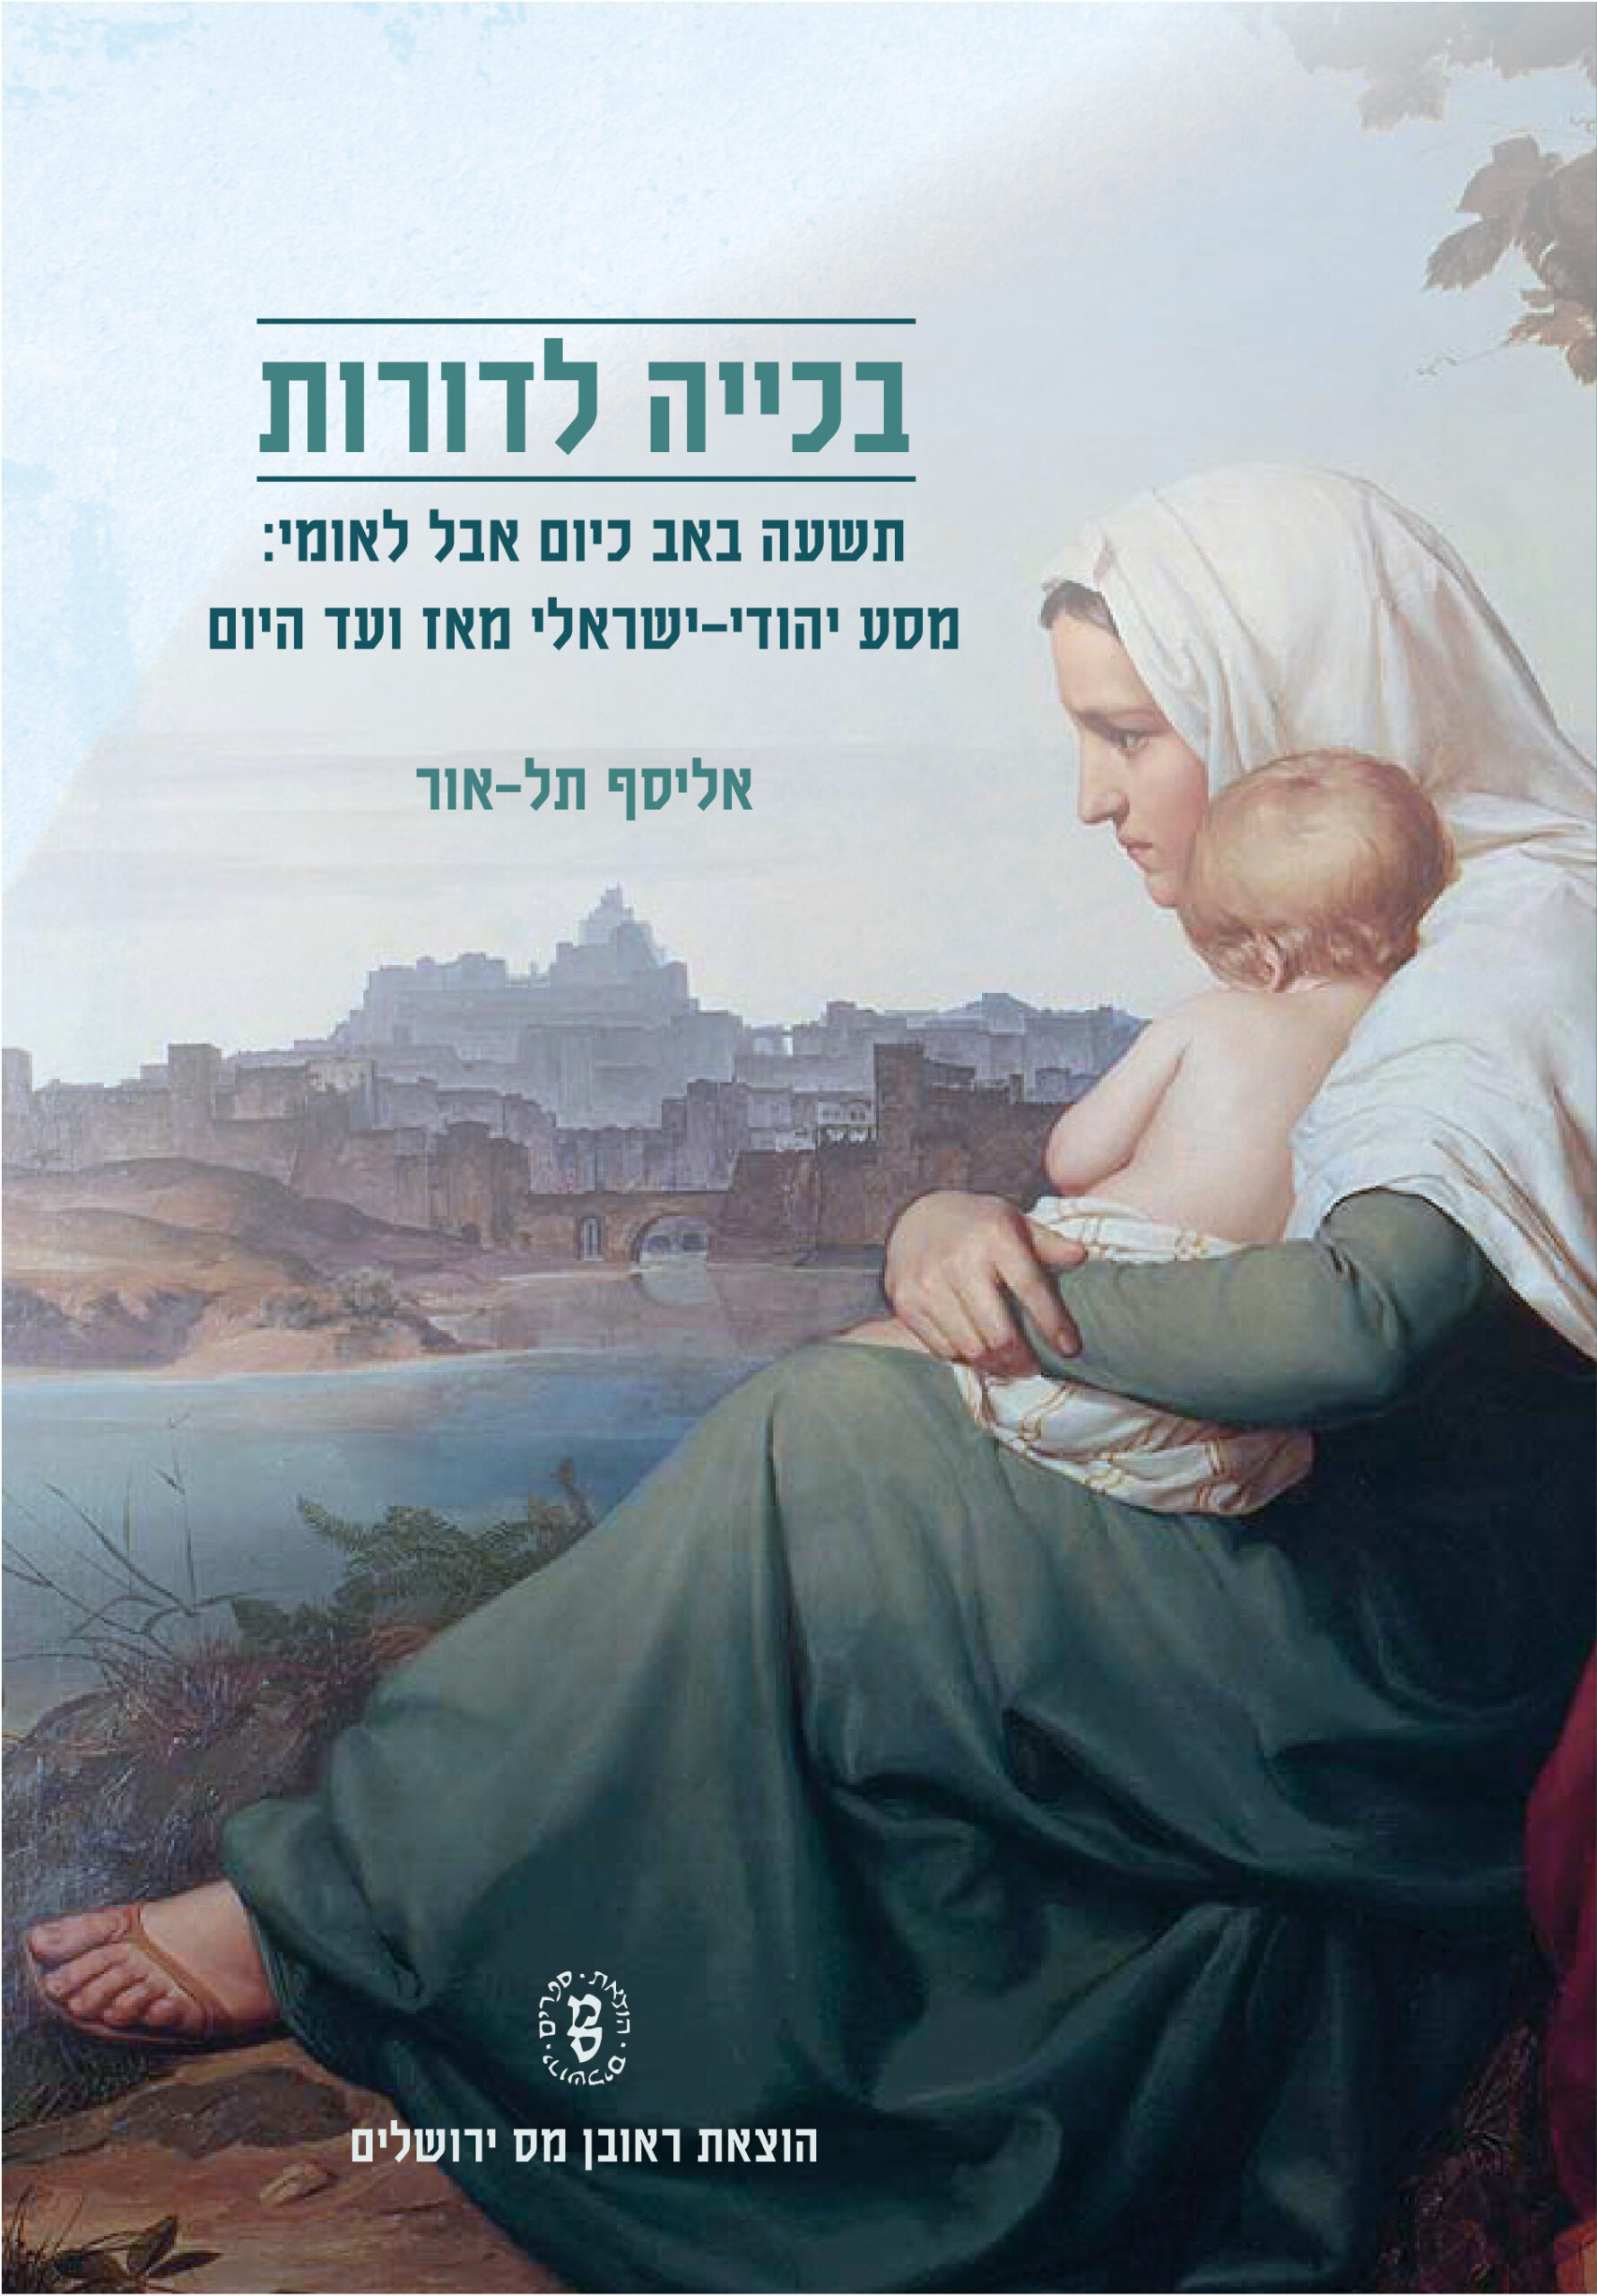 בכייה לדורות
תשעה באב כיום אבל לאומי:
מסע יהודי-ישראלי מאז ועד היום
אליסף תל-אור
הוצאת · ספרים · ירושלים ·
מס
הוצאת ראובן מס ירושלים